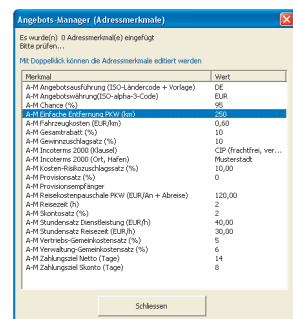 Angebots-Manager (Adressmerkmale)
Es wurde(n) 0 Adressmerkmal(e) eingefügt
Bitte prüfen...
Mit Doppelklick können die Adressmerkmale editiert werden
Merkmal Wert
A-M Angebotsausführung (ISO-Ländercode + Vorlage) DE
A-M Angebotswährung(ISO-alpha-3-Code) EUR
A-M Chance (%) 95
A-M Einfache Entfernung PKW (km) 250
A-M Fahrzeugkosten (EUR/km) 0,60
A-M Gesamtrabatt (%) 10
A-M Gewinnzuschlagsatz (%) 10
A-M Incoterms 2000 (Klausel) CIP (frachtfrei, ver...
A-M Incoterms 2000 (Ort, Hafen) Musterstadt
A-M Kosten-Risikozuschlagssatz (%) 10,00
A-M Provisionsatz (%) 0
A-M Provisionsempfänger
A-M Reisekostenpauschale PKW (EUR/An + Abreise) 120,00
A-M Reisezeit (h) 2
A-M Skontosatz (%) 2
A-M Stundensatz Dienstleistung (EUR/h) 40,00
A-M Stundensatz Reisezeit (EUR/h) 30,00
A-M Vertriebs-Gemeinkostensatz (%) 5
A-M Verwaltung-Gemeinkostensatz (%) 6
A-M Zahlungsziel Netto (Tage) 14
A-M Zahlungsziel Skonto (Tage) 8
Schliessen